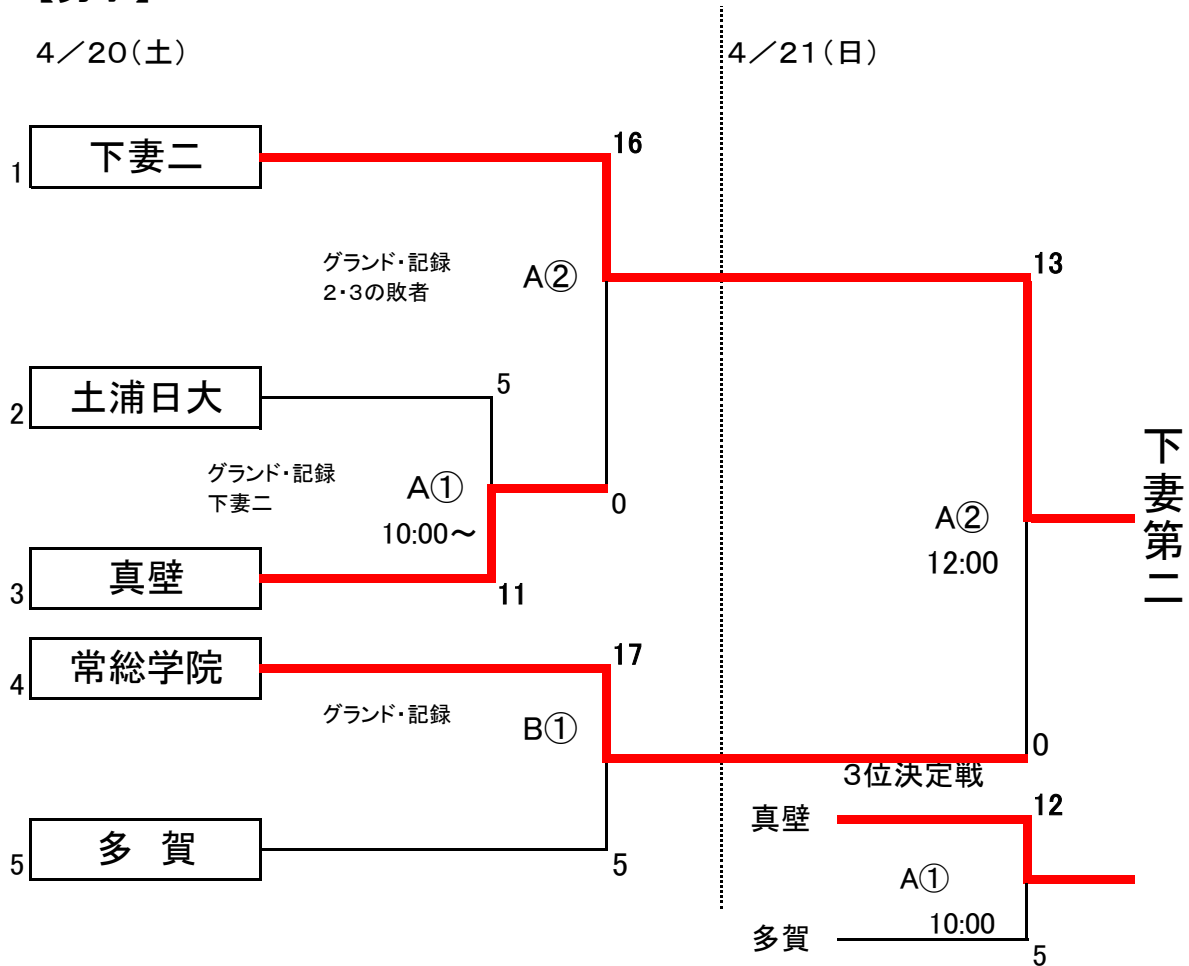 4／20(土)
4／21(日)
1
下妻二
16
グランド・記録
2・3の敗者
A②
13
2
土浦日大
5
グランド・記録
下妻二
A①
10:00～
0
3
真壁
11
A②
12:00
下妻第二
4
常総学院
17
グランド・記録
B①
0
3位決定戦
5
多 賀
5
真壁
12
A①
10:00
多賀
5